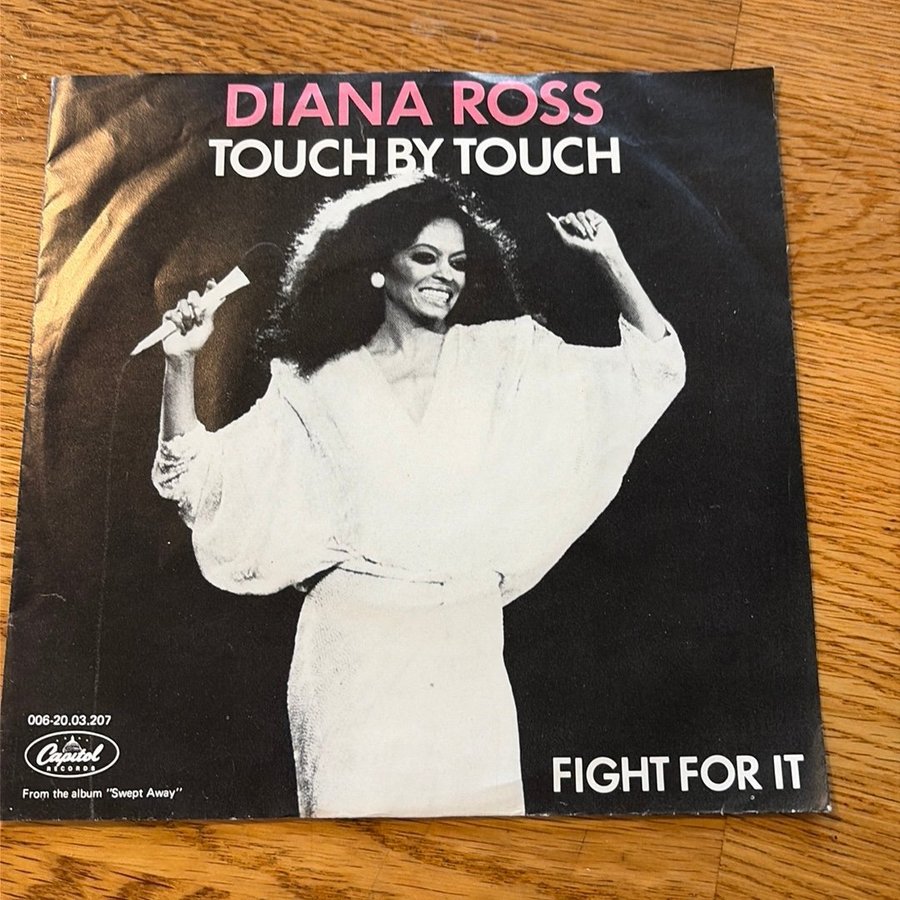 DIANA ROSS
TOUCH BY TOUCH
006-20.03.207
Capitol
RECORDS
From the album "Swept Away"
FIGHT FOR IT